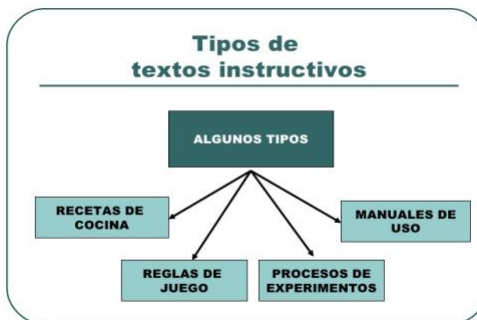 Tipos de
textos instructivos
ALGUNOS TIPOS
RECETAS DE
COCINA
MANUALES DE
USO
REGLAS DE
JUEGO
PROCESOS DE
EXPERIMENTOS